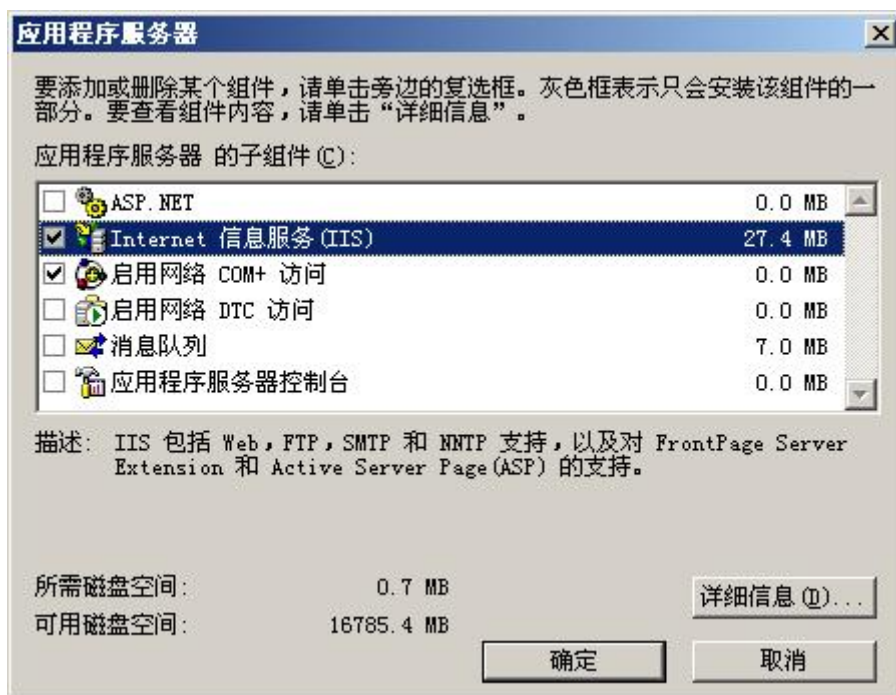 应用程序服务器
要添加或删除某个组件，请单击旁边的复选框。灰色框表示只会安装该组件的一
部分。要查看组件内容，请单击“详细信息”。
应用程序服务器 的子组件(C):
ASP.NET 0.0 MB
Internet 信息服务(IIS) 27.4 MB
启用网络 COM+ 访问 0.0 MB
启用网络 DTC 访问 0.0 MB
消息队列 7.0 MB
应用程序服务器控制台 0.0 MB
描述: IIS 包括 Web，FTP，SMTP 和 NNTP 支持，以及对 FrontPage Server
Extension 和 Active Server Page(ASP) 的支持。
所需磁盘空间: 0.7 MB
详细信息(D)...
可用磁盘空间: 16785.4 MB
确定 取消